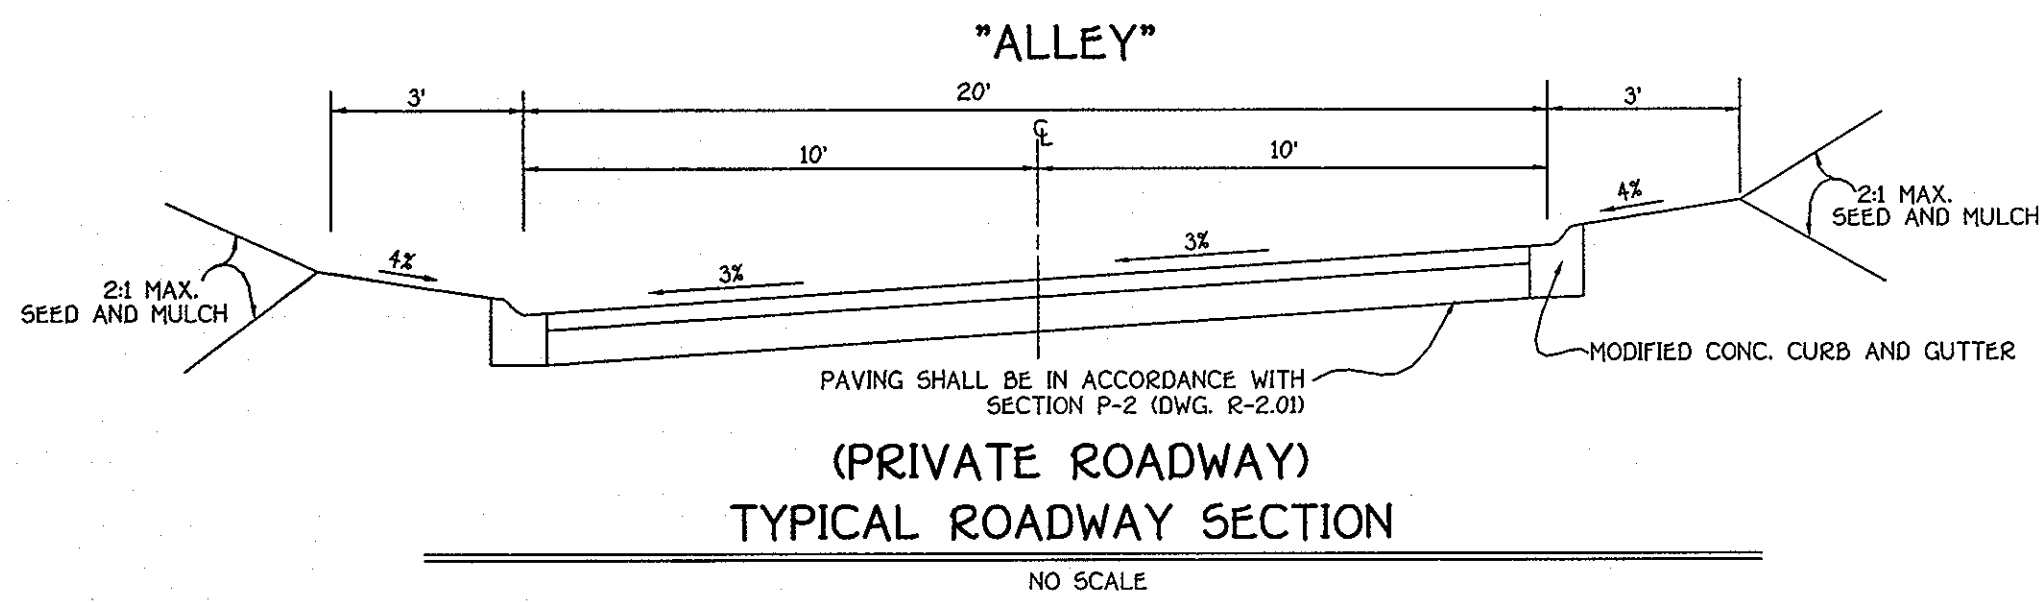 "ALLEY"
3'
20'
3'
℄
10'
10'
4%
2:1 MAX.
SEED AND MULCH
4%
3%
3%
2:1 MAX.
SEED AND MULCH
MODIFIED CONC. CURB AND GUTTER
PAVING SHALL BE IN ACCORDANCE WITH
SECTION P-2 (DWG. R-2.01)
(PRIVATE ROADWAY)
TYPICAL ROADWAY SECTION
NO SCALE